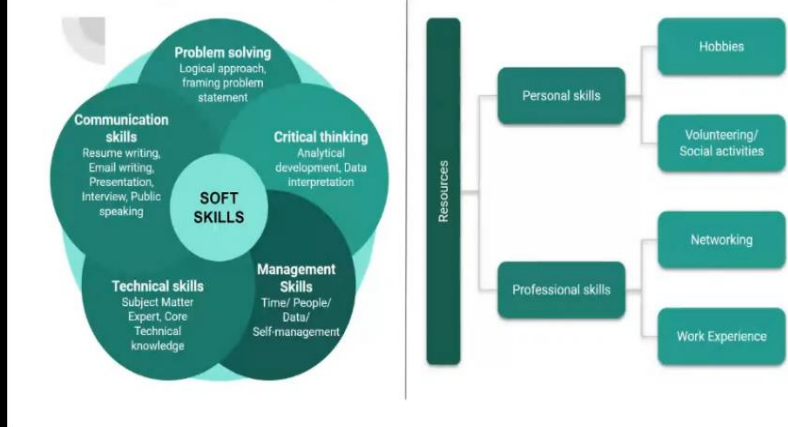 Problem solving
Logical approach,
framing problem
statement
Communication
skills
Resume writing,
Email writing,
Presentation,
Interview, Public
speaking
Critical thinking
Analytical
development, Data
interpretation
SOFT
SKILLS
Technical skills
Subject Matter
Expert, Core
Technical
knowledge
Management
Skills
Time/ People/
Data/
Self-management
Resources
Personal skills
Hobbies
Volunteering/
Social activities
Professional skills
Networking
Work Experience